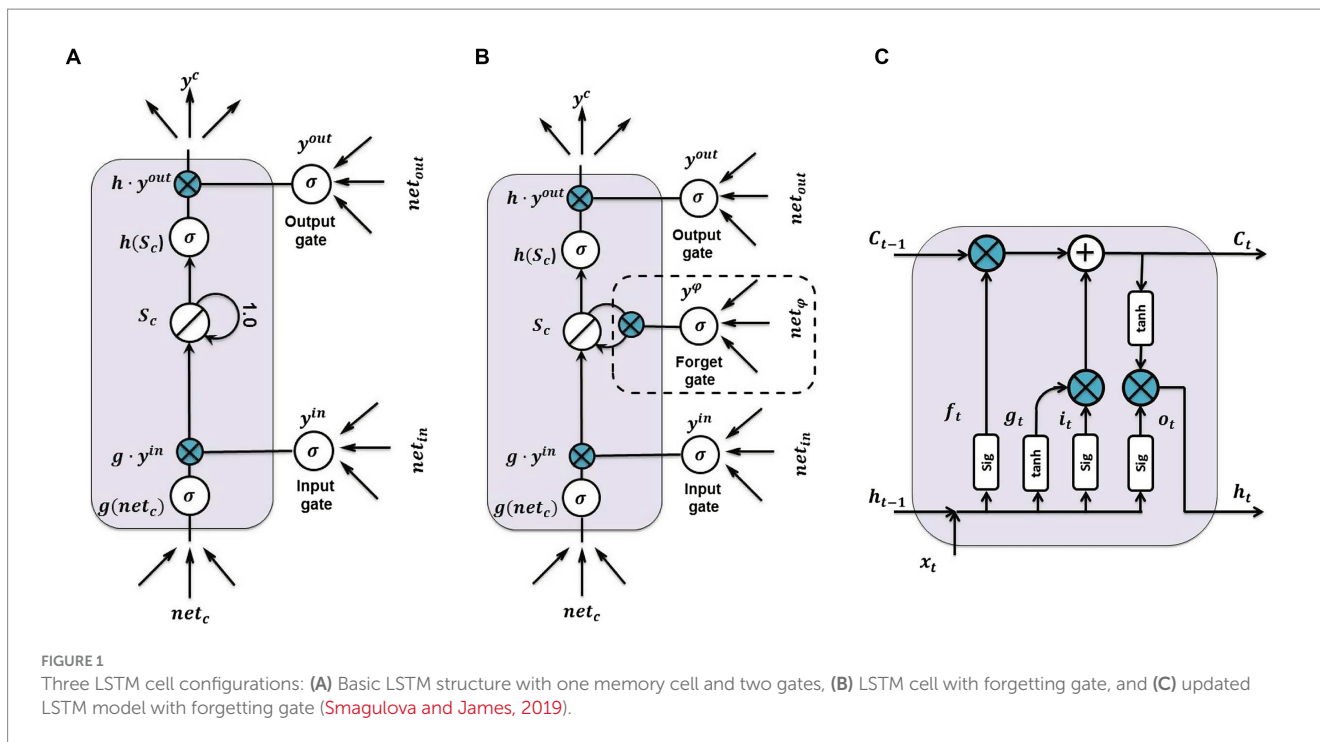 A
y^c
y^out
h · y^out
σ
net_out
Output
gate
h(S_c)
σ
S_c
1.0
y^in
g · y^in
σ
net_in
Input
gate
g(net_c)
σ
net_c
B
y^c
y^out
h · y^out
σ
net_out
Output
gate
h(S_c)
σ
y^φ
S_c
σ
net_φ
Forget
gate
y^in
g · y^in
σ
net_in
Input
gate
g(net_c)
σ
net_c
C
C_{t-1}
+
C_t
tanh
f_t
g_t
i_t
o_t
Sig
tanh
Sig
Sig
h_{t-1}
h_t
x_t
FIGURE 1
Three LSTM cell configurations: (A) Basic LSTM structure with one memory cell and two gates, (B) LSTM cell with forgetting gate, and (C) updated
LSTM model with forgetting gate (Smagulova and James, 2019).